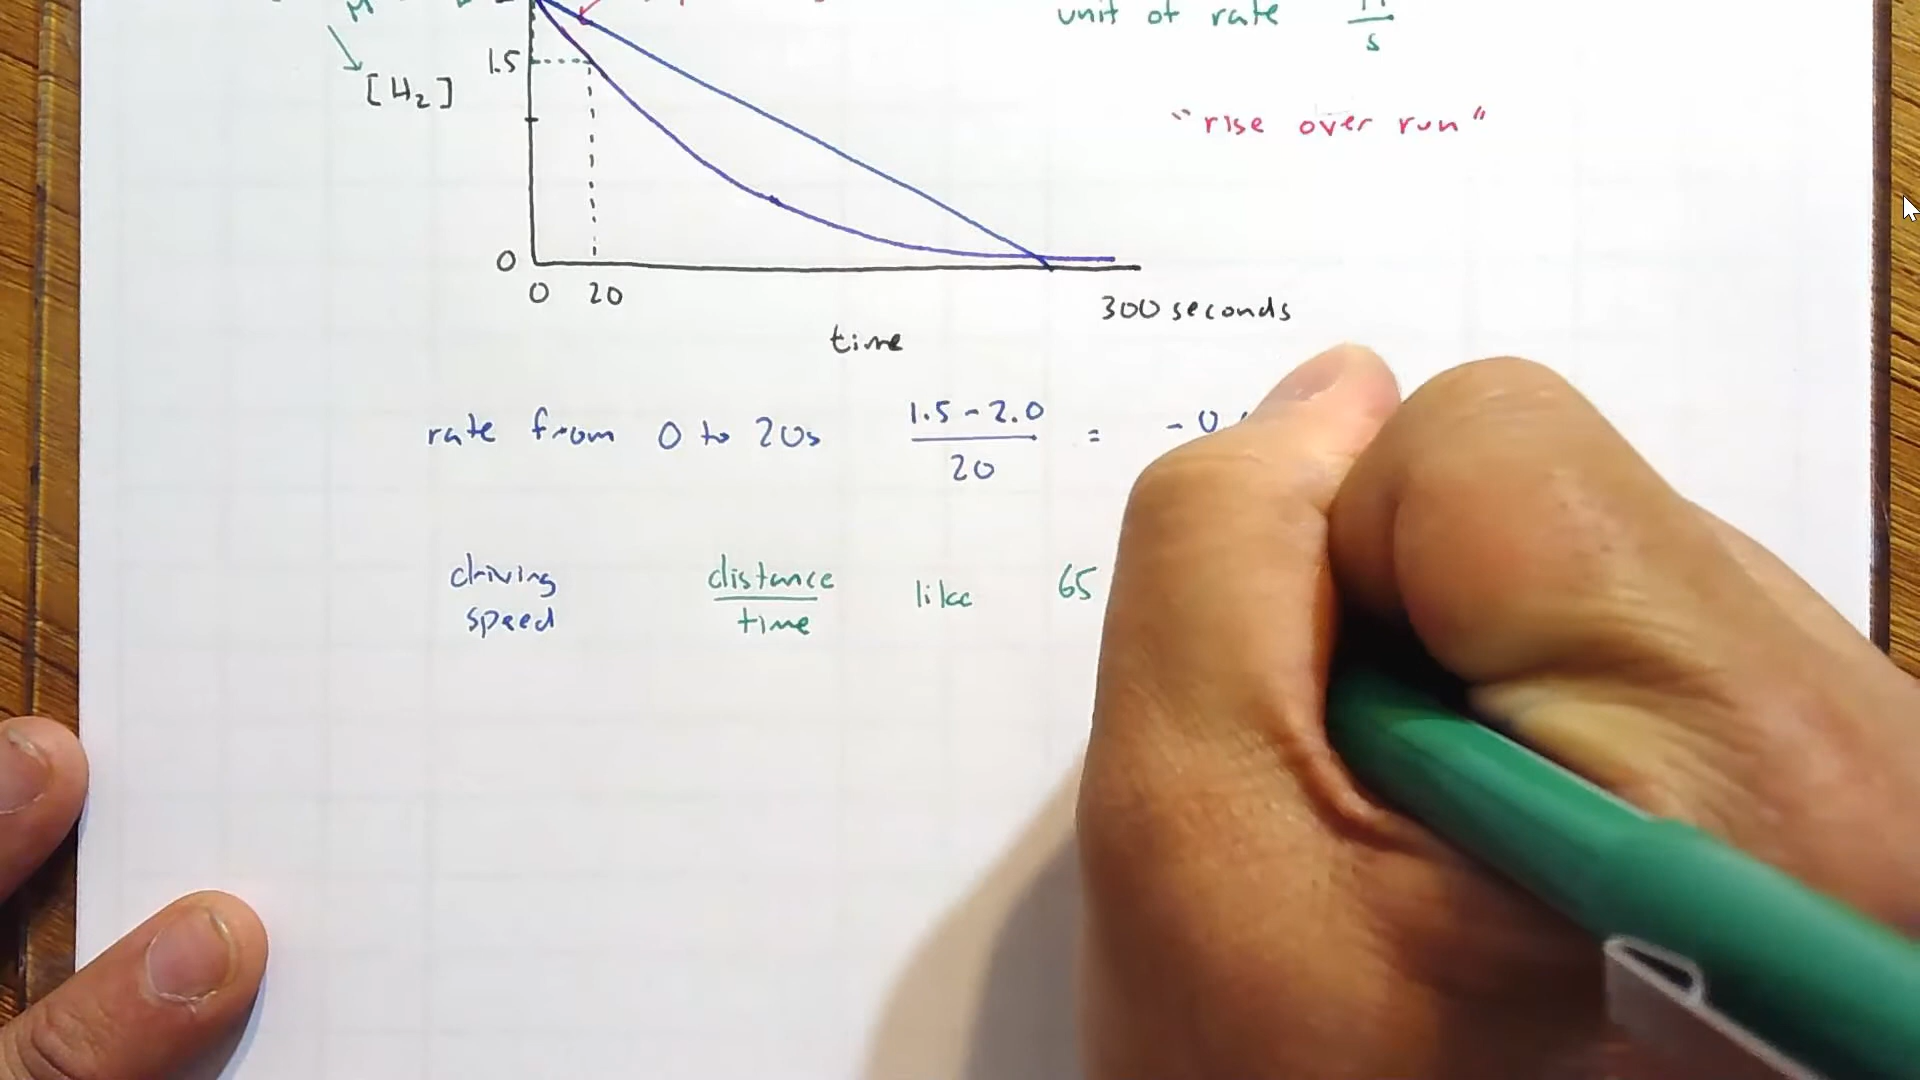 unit of rate
s
1.5
[H₂]
"rise over run"
0
0 20
300 seconds
time
rate from 0 to 20s 1.5 - 2.0 = - 0.
20
driving distance like 65
speed time